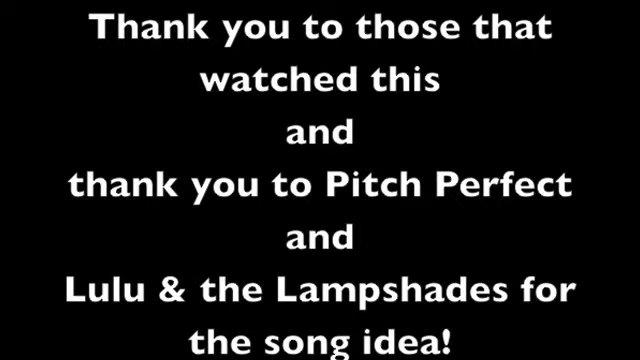 Thank you to those that
watched this
and
thank you to Pitch Perfect
and
Lulu & the Lampshades for
the song idea!